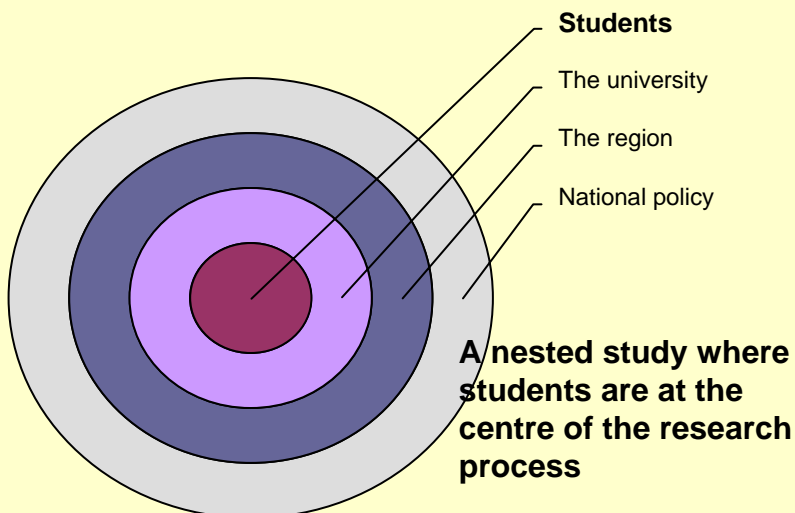 Students
The university
The region
National policy
A nested study where
students are at the
centre of the research
process